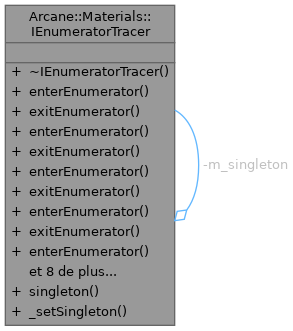 Arcane::Materials::
IEnumeratorTracer
+ ~IEnumeratorTracer()
+ enterEnumerator()
+ exitEnumerator()
+ enterEnumerator()
+ exitEnumerator()
+ enterEnumerator()
+ exitEnumerator()
+ enterEnumerator()
+ exitEnumerator()
+ enterEnumerator()
et 8 de plus...
+ singleton()
+ _setSingleton()
-m_singleton